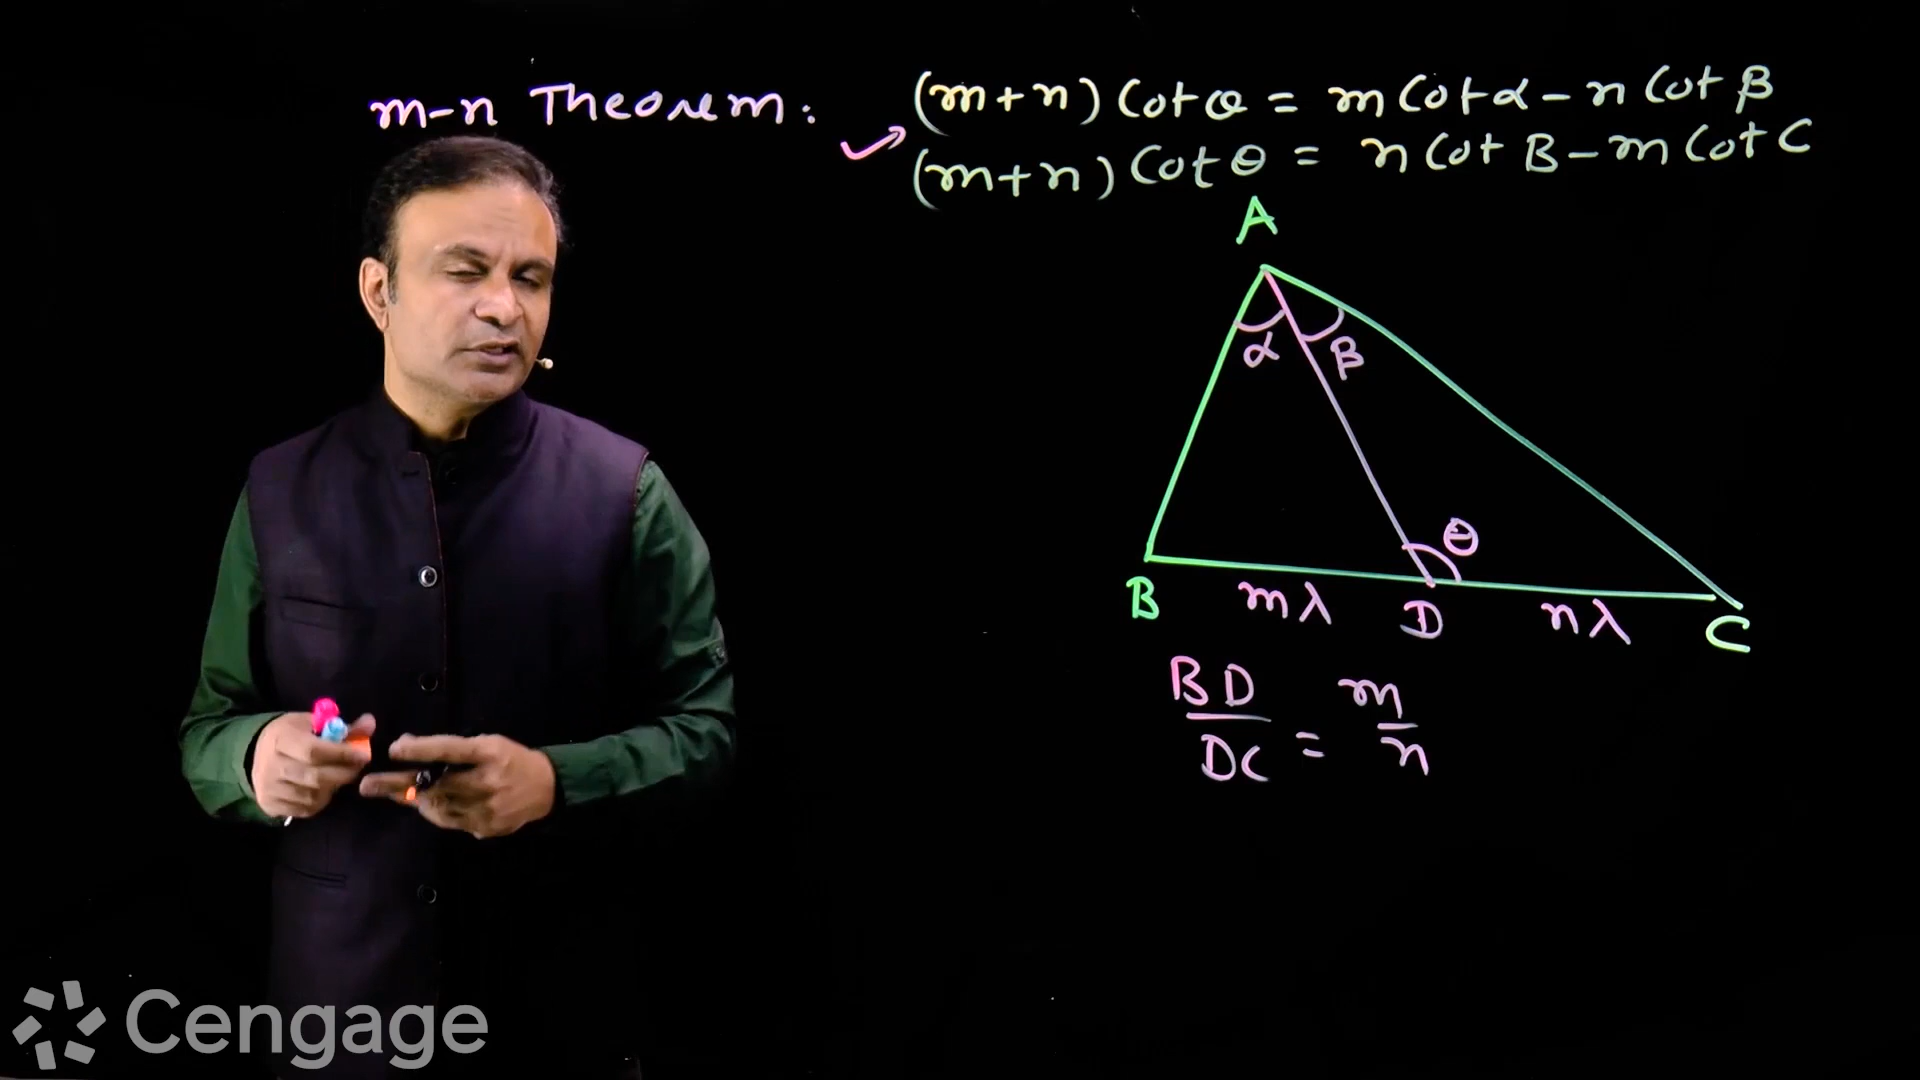 m-n Theorem:
(m+n) Cot θ = m Cot α - n Cot β
(m+n) Cot θ = n Cot B - m Cot C
A
α
β
θ
B
mλ
D
nλ
C
BD/DC = m/n
Cengage